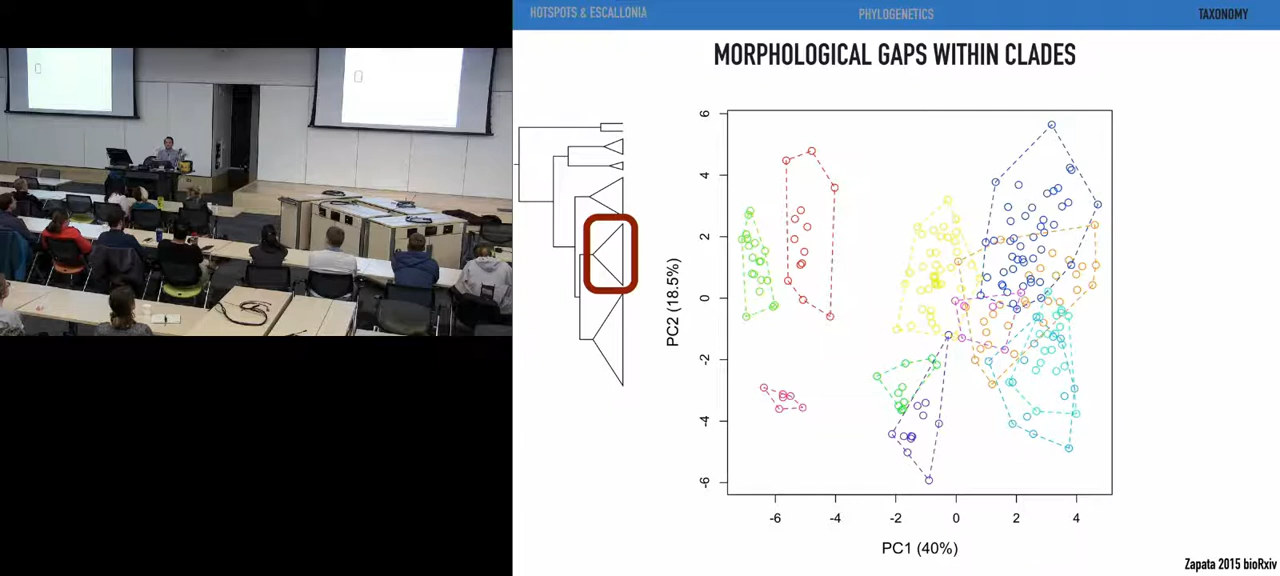 HOTSPOTS & ESCALLONIA PHYLOGENETICS TAXONOMY
MORPHOLOGICAL GAPS WITHIN CLADES
6
4
2
0
-2
-4
-6
PC2 (18.5%)
-6 -4 -2 0 2 4
PC1 (40%)
Zapata 2015 bioRxiv